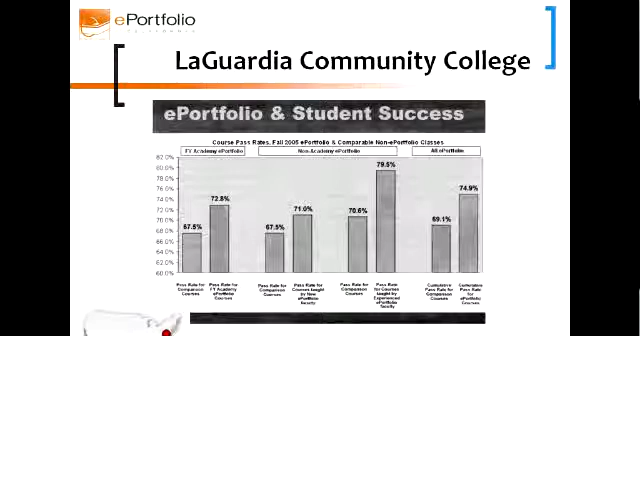 ePortfolio
CALIFORNIA
LaGuardia Community College
ePortfolio & Student Success
Course Pass Rates, Fall 2005 ePortfolio & Comparable Non-ePortfolio Classes
FY Academy ePortfolio Non-Academy ePortfolio All ePortfolio
82.0%
80.0%
78.0%
76.0%
74.0%
72.0%
70.0%
68.0%
66.0%
64.0%
62.0%
60.0%
67.5% 72.8% 67.5% 71.0% 70.6% 79.5% 69.1% 74.9%
Pass Rate for
Comparison
Courses
Pass Rate for
FY Academy
ePortfolio
Courses
Pass Rate for
Comparison
Courses
Pass Rate for
Courses taught
by New
ePortfolio
faculty
Pass Rate for
Comparison
Courses
Pass Rate
for Courses
taught by
Experienced
ePortfolio
faculty
Cumulative
Pass Rate for
Comparison
Courses
Cumulative
Pass Rate
for
ePortfolio
Courses